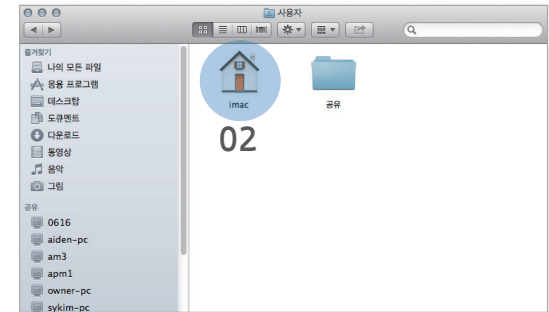 사용자
즐겨찾기
나의 모든 파일
응용 프로그램
데스크탑
도큐멘트
다운로드
동영상
음악
그림
공유
0616
aiden-pc
am3
apm1
owner-pc
sykim-pc
imac
공유
02